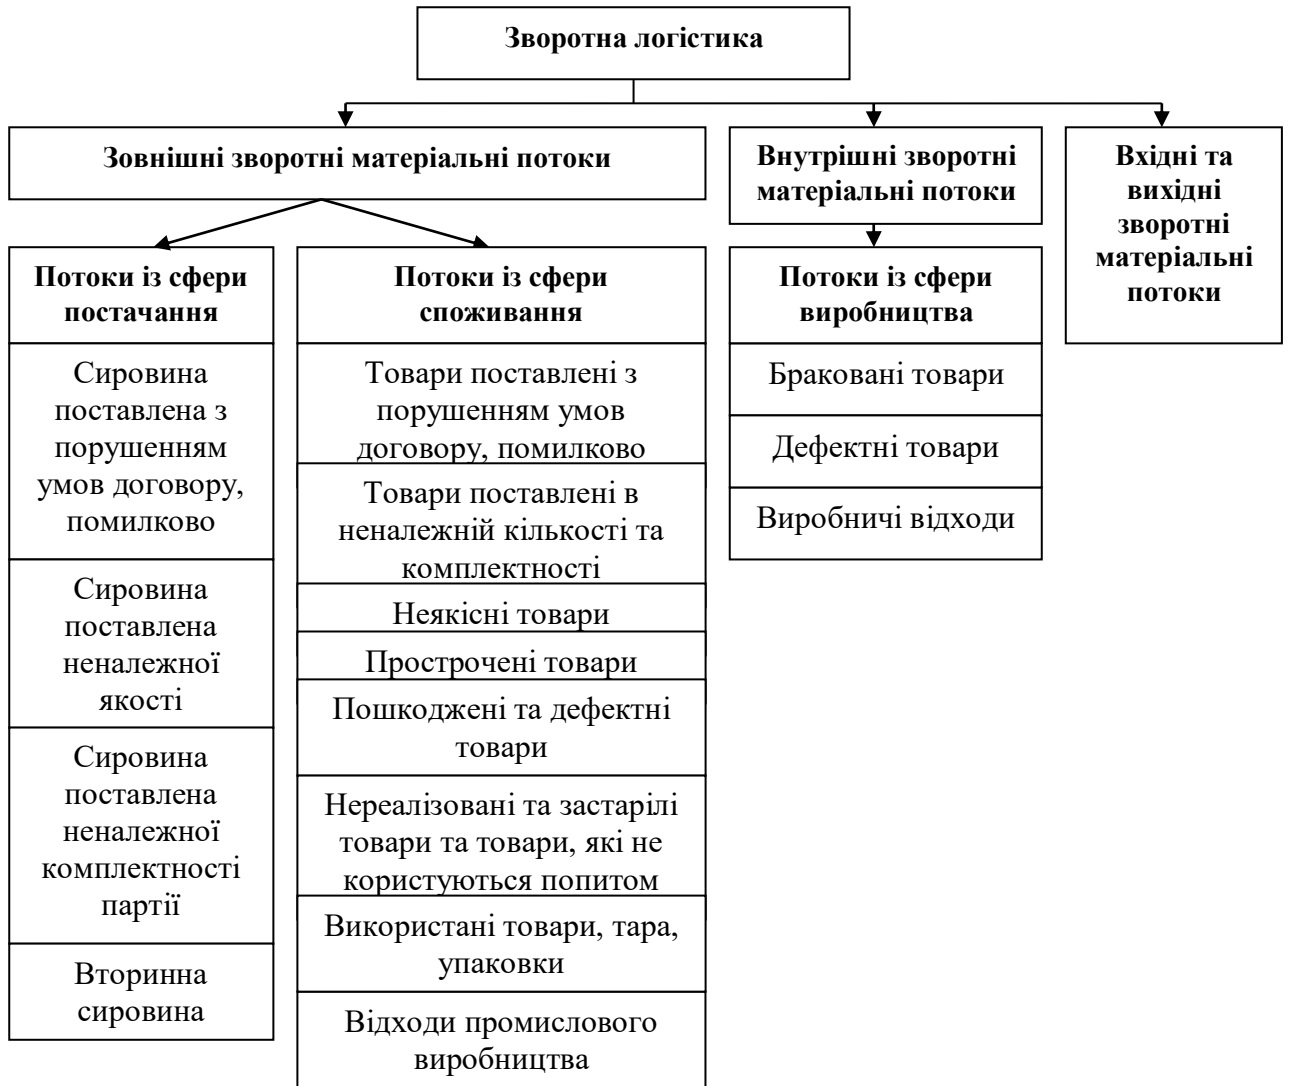 Зворотна логістика
Зовнішні зворотні матеріальні потоки
Внутрішні зворотні
матеріальні потоки
Вхідні та
вихідні
зворотні
матеріальні
потоки
Потоки із сфери
постачання
Сировина
поставлена з
порушенням
умов договору,
помилково
Сировина
поставлена
неналежної
якості
Сировина
поставлена
неналежної
комплектності
партії
Вторинна
сировина
Потоки із сфери
споживання
Товари поставлені з
порушенням умов
договору, помилково
Товари поставлені в
неналежній кількості та
комплектності
Неякісні товари
Прострочені товари
Пошкоджені та дефектні
товари
Нереалізовані та застарілі
товари та товари, які не
користуються попитом
Використані товари, тара,
упаковки
Відходи промислового
виробництва
Потоки із сфери
виробництва
Браковані товари
Дефектні товари
Виробничі відходи